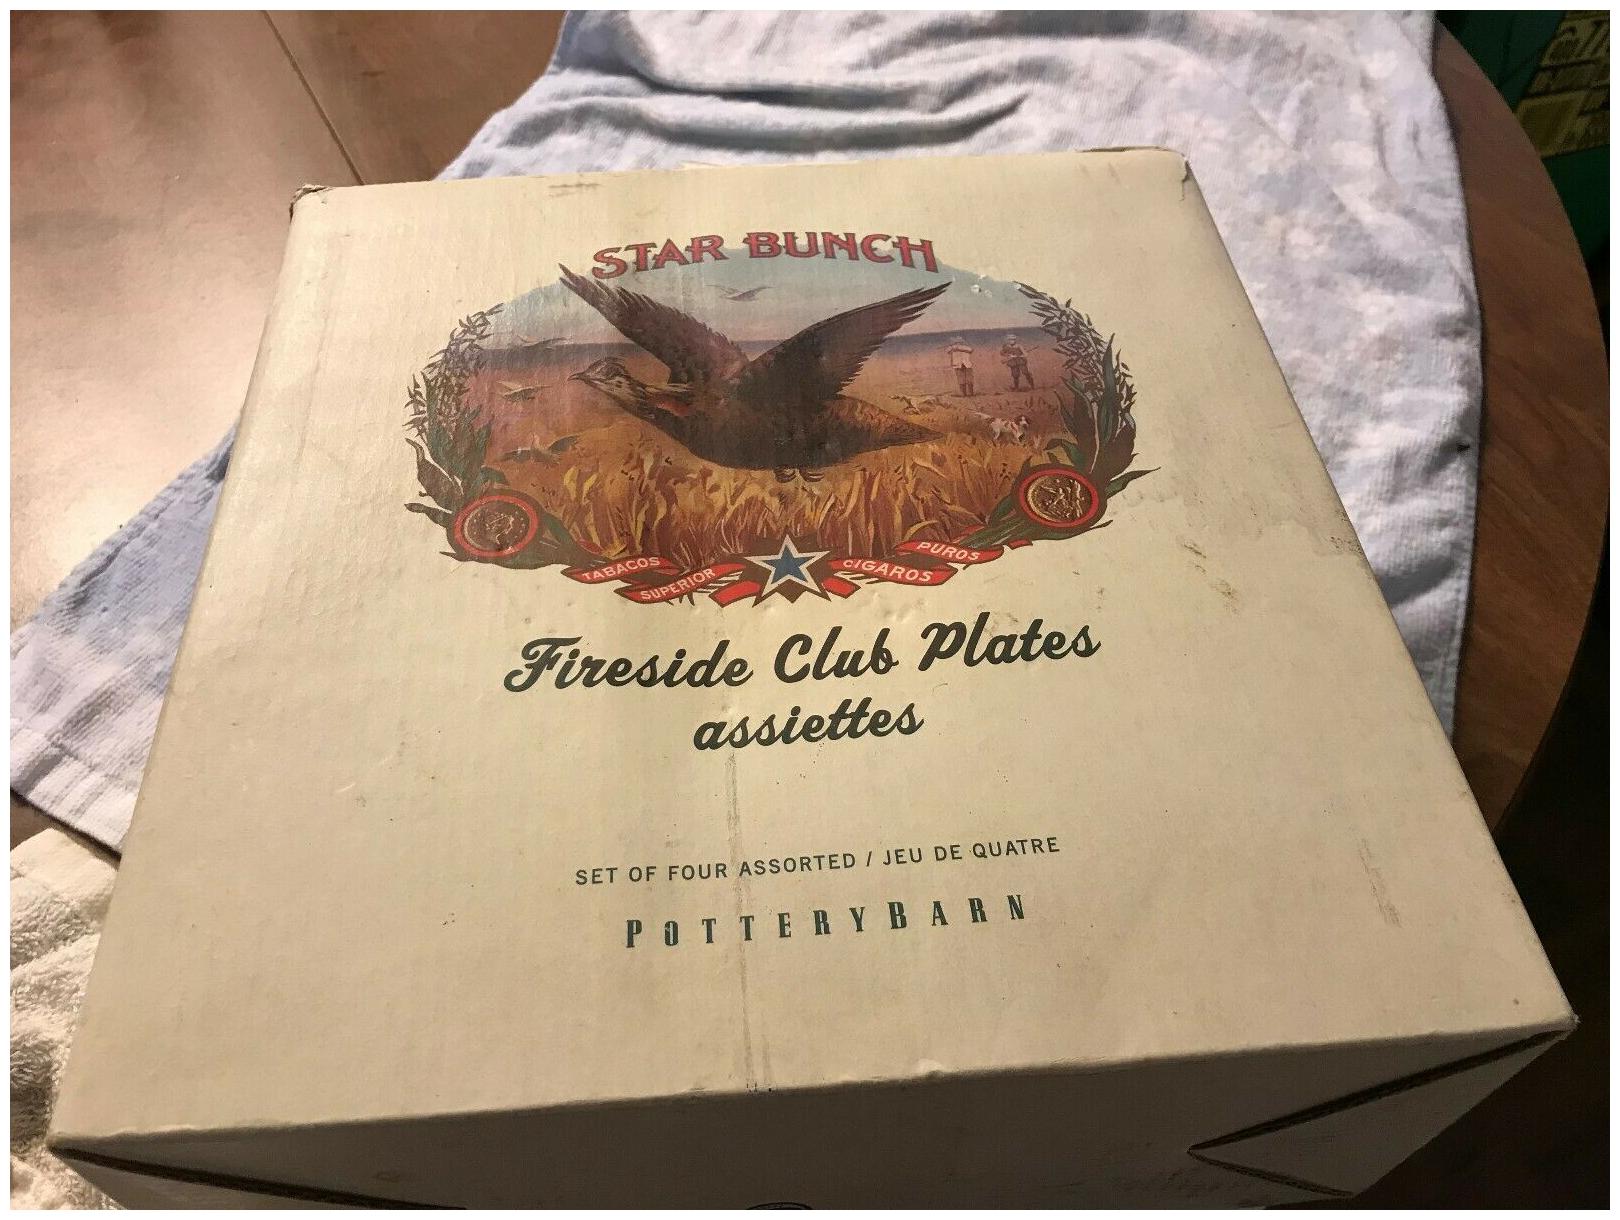 STAR BUNCH
TABACOS
SUPERIOR
CIGAROS
PUROS
Fireside Club Plates
assiettes
SET OF FOUR ASSORTED / JEU DE QUATRE
POTTERYBARN